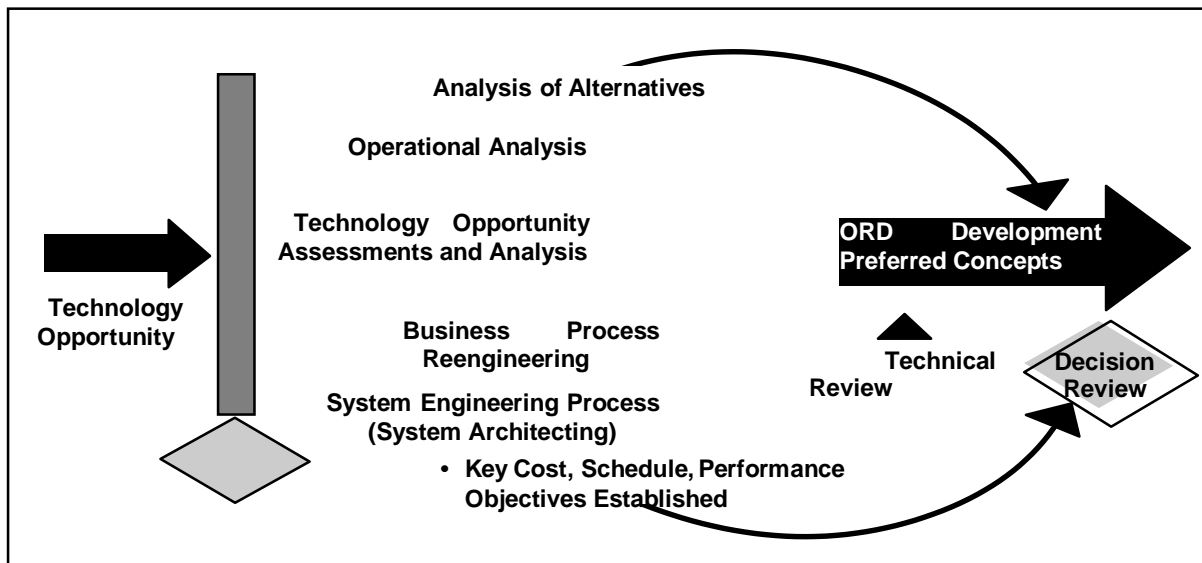 Analysis of Alternatives
Operational Analysis
Technology Opportunity
Assessments and Analysis
ORD Development
Preferred Concepts
Technology
Opportunity
Business Process
Reengineering
Technical
Review
Decision
Review
System Engineering Process
(System Architecting)
• Key Cost, Schedule, Performance
Objectives Established